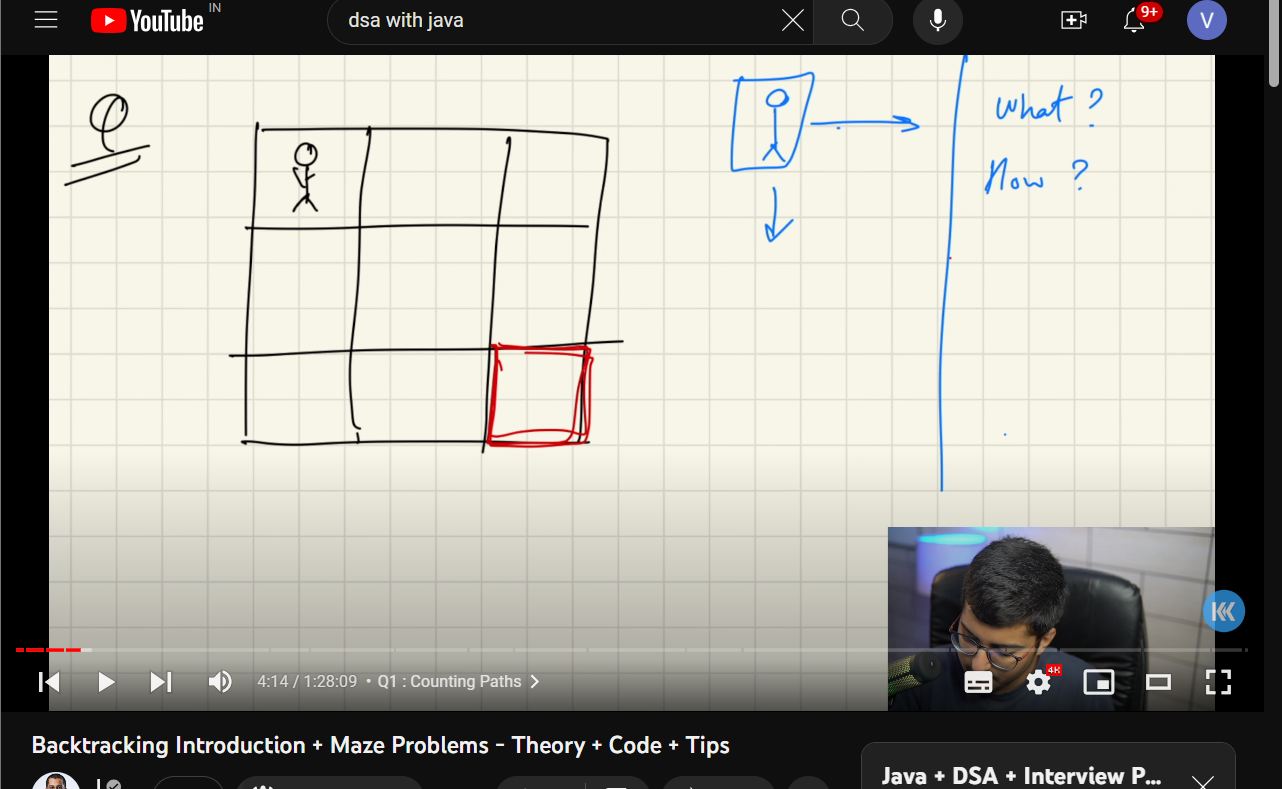 YouTube IN
dsa with java
9+
V
Q
What ?
How ?
4:14 / 1:28:09 • Q1 : Counting Paths
4K
Backtracking Introduction + Maze Problems - Theory + Code + Tips
Java + DSA + Interview P...